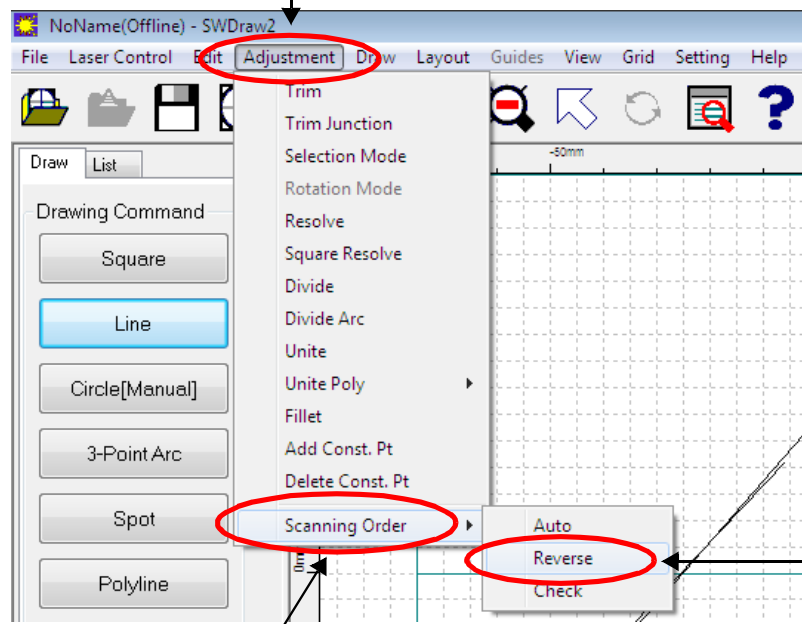 NoName(Offline) - SWDraw2
File Laser Control Edit Adjustment Draw Layout Guides View Grid Setting Help
Trim
Trim Junction
Selection Mode
Rotation Mode
Resolve
Square Resolve
Divide
Divide Arc
Unite
Unite Poly
Fillet
Add Const. Pt
Delete Const. Pt
Scanning Order
Auto
Reverse
Check
Draw List
Drawing Command
Square
Line
Circle[Manual]
3-Point Arc
Spot
Polyline
-50mm